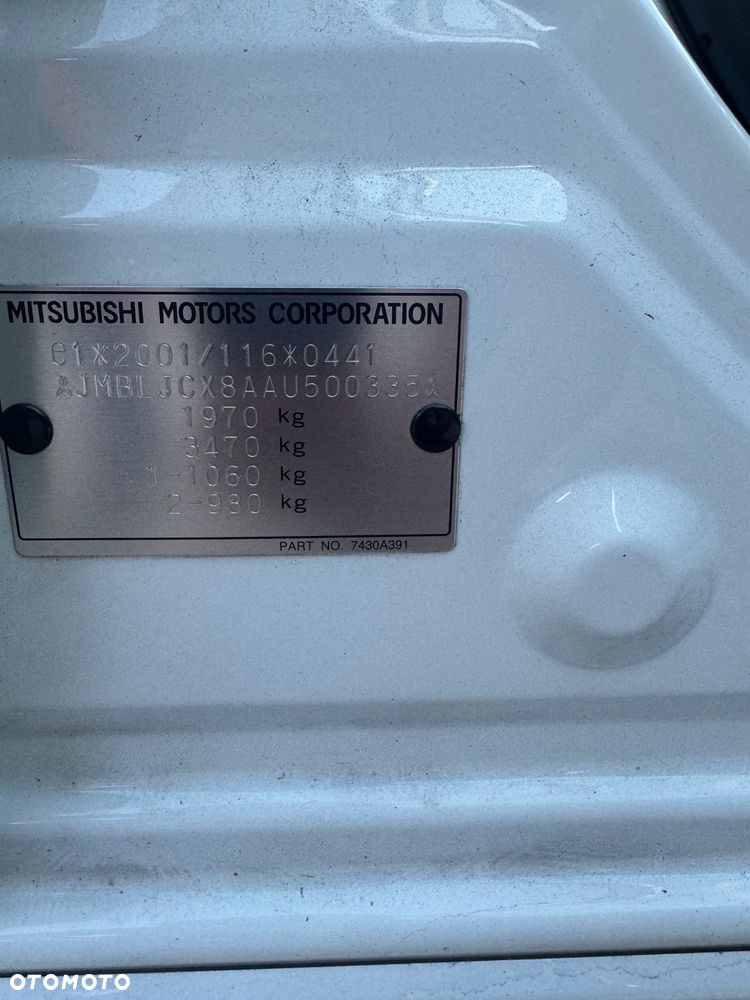 MITSUBISHI MOTORS CORPORATION
e1*2001/116*0441
JMBLJCX8AAU500335
1970 kg
3470 kg
1-1060 kg
2-980 kg
PART NO. 7430A391
OTOMOTO